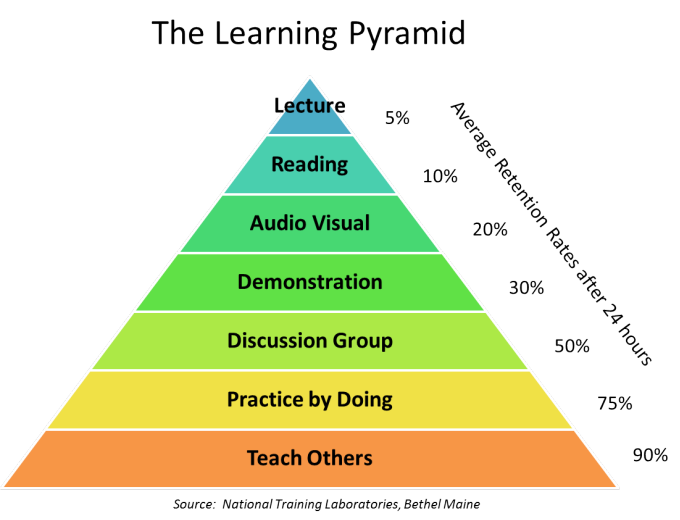 The Learning Pyramid
Lecture
5%
Reading
10%
Audio Visual
20%
Demonstration
30%
Discussion Group
50%
Practice by Doing
75%
Teach Others
90%
Average Retention Rates after 24 hours
Source:  National Training Laboratories, Bethel Maine